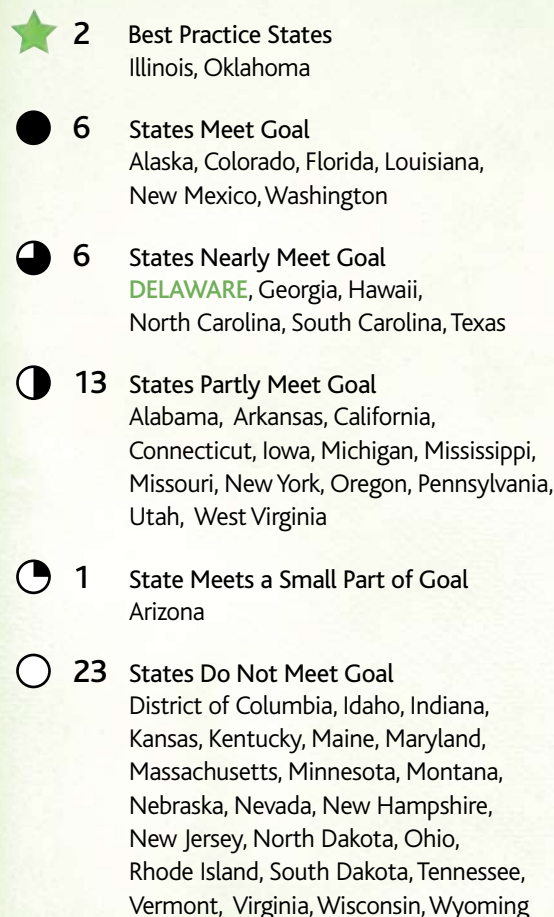 2 Best Practice States
Illinois, Oklahoma
6 States Meet Goal
Alaska, Colorado, Florida, Louisiana,
New Mexico, Washington
6 States Nearly Meet Goal
DELAWARE, Georgia, Hawaii,
North Carolina, South Carolina, Texas
13 States Partly Meet Goal
Alabama, Arkansas, California,
Connecticut, Iowa, Michigan, Mississippi,
Missouri, New York, Oregon, Pennsylvania,
Utah, West Virginia
1 State Meets a Small Part of Goal
Arizona
23 States Do Not Meet Goal
District of Columbia, Idaho, Indiana,
Kansas, Kentucky, Maine, Maryland,
Massachusetts, Minnesota, Montana,
Nebraska, Nevada, New Hampshire,
New Jersey, North Dakota, Ohio,
Rhode Island, South Dakota, Tennessee,
Vermont, Virginia, Wisconsin, Wyoming